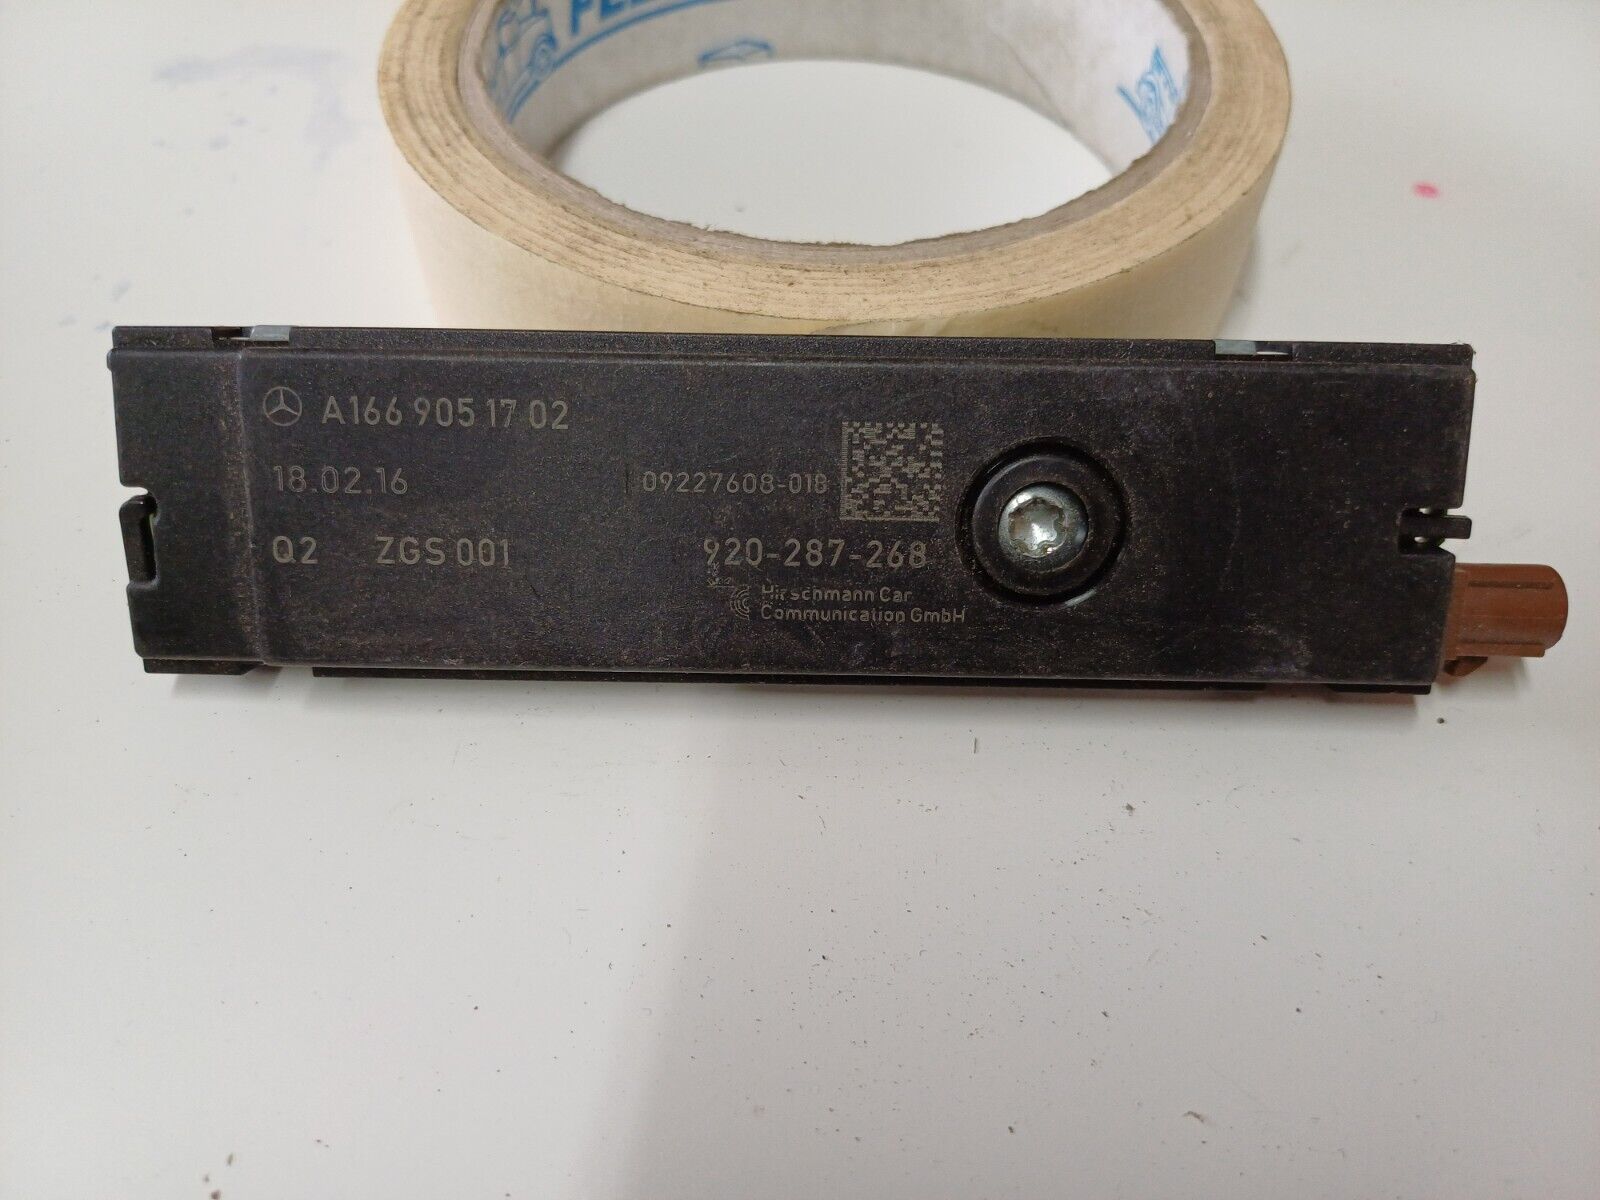 A166 905 17 02
18.02.16
09227608-018
Q2 ZGS 001
920-287-268
Hirschmann Car
Communication GmbH